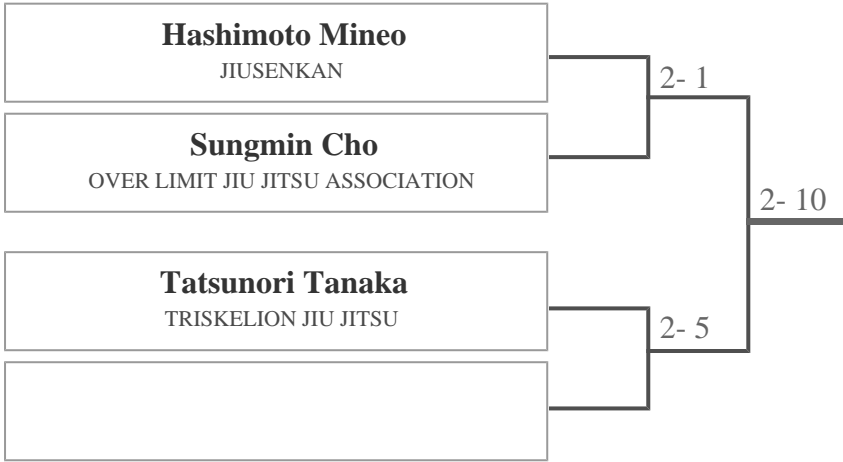 Hashimoto Mineo
JIUSENKAN
2- 1
Sungmin Cho
OVER LIMIT JIU JITSU ASSOCIATION
2- 10
Tatsunori Tanaka
TRISKELION JIU JITSU
2- 5